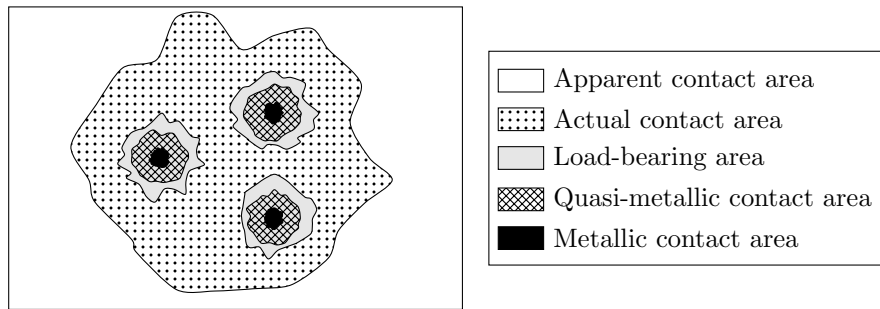 Apparent contact area
Actual contact area
Load-bearing area
Quasi-metallic contact area
Metallic contact area